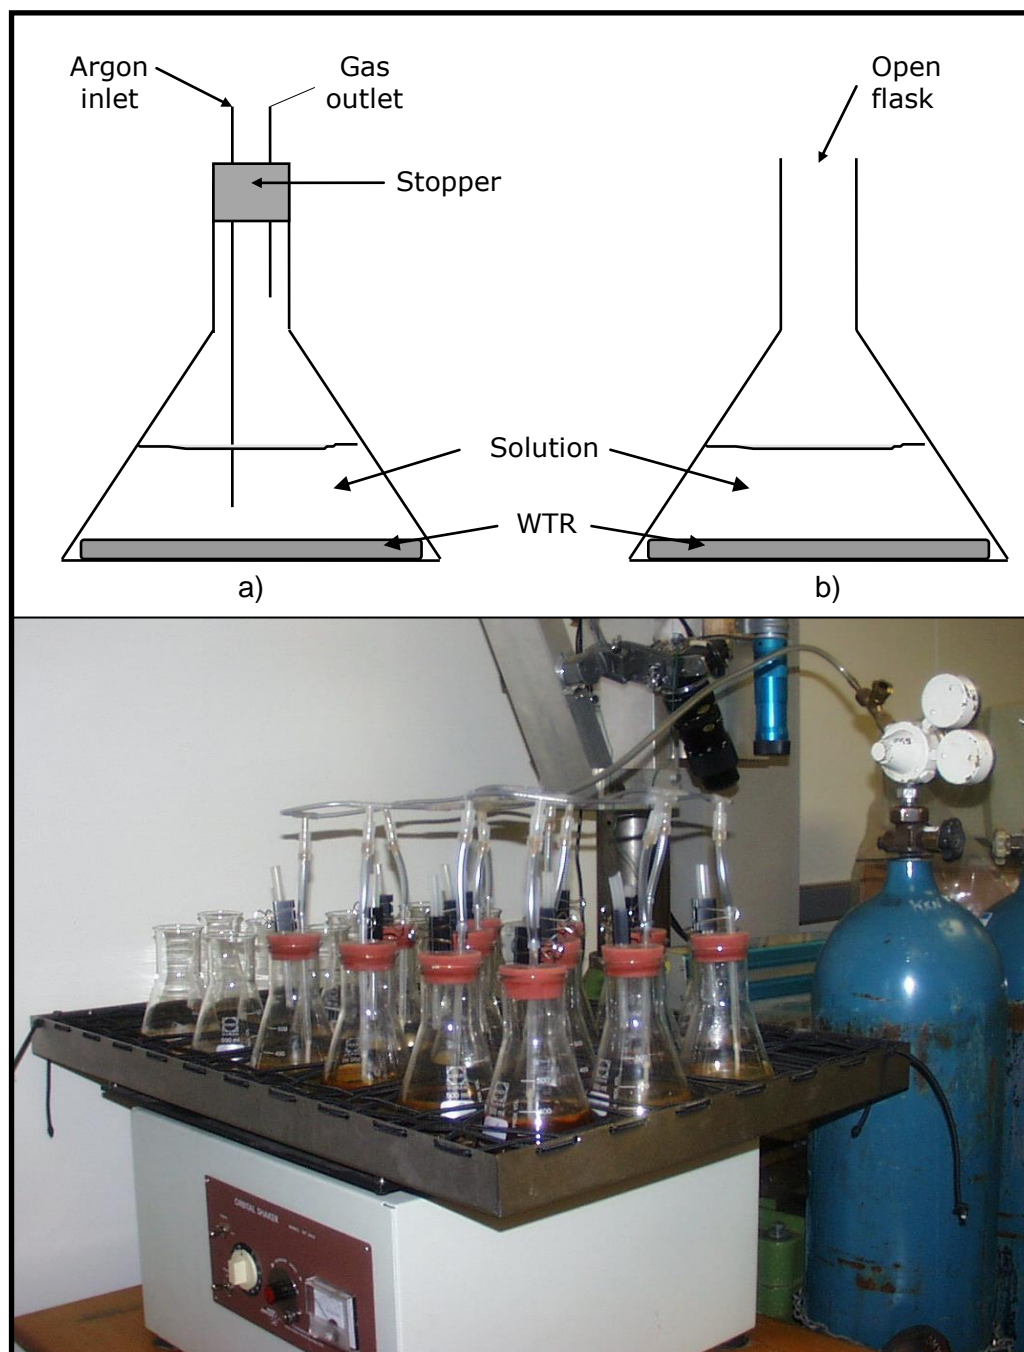 Argon
inlet
Gas
outlet
Open
flask
Stopper
Solution
WTR
a)
b)
ORBITAL SHAKER